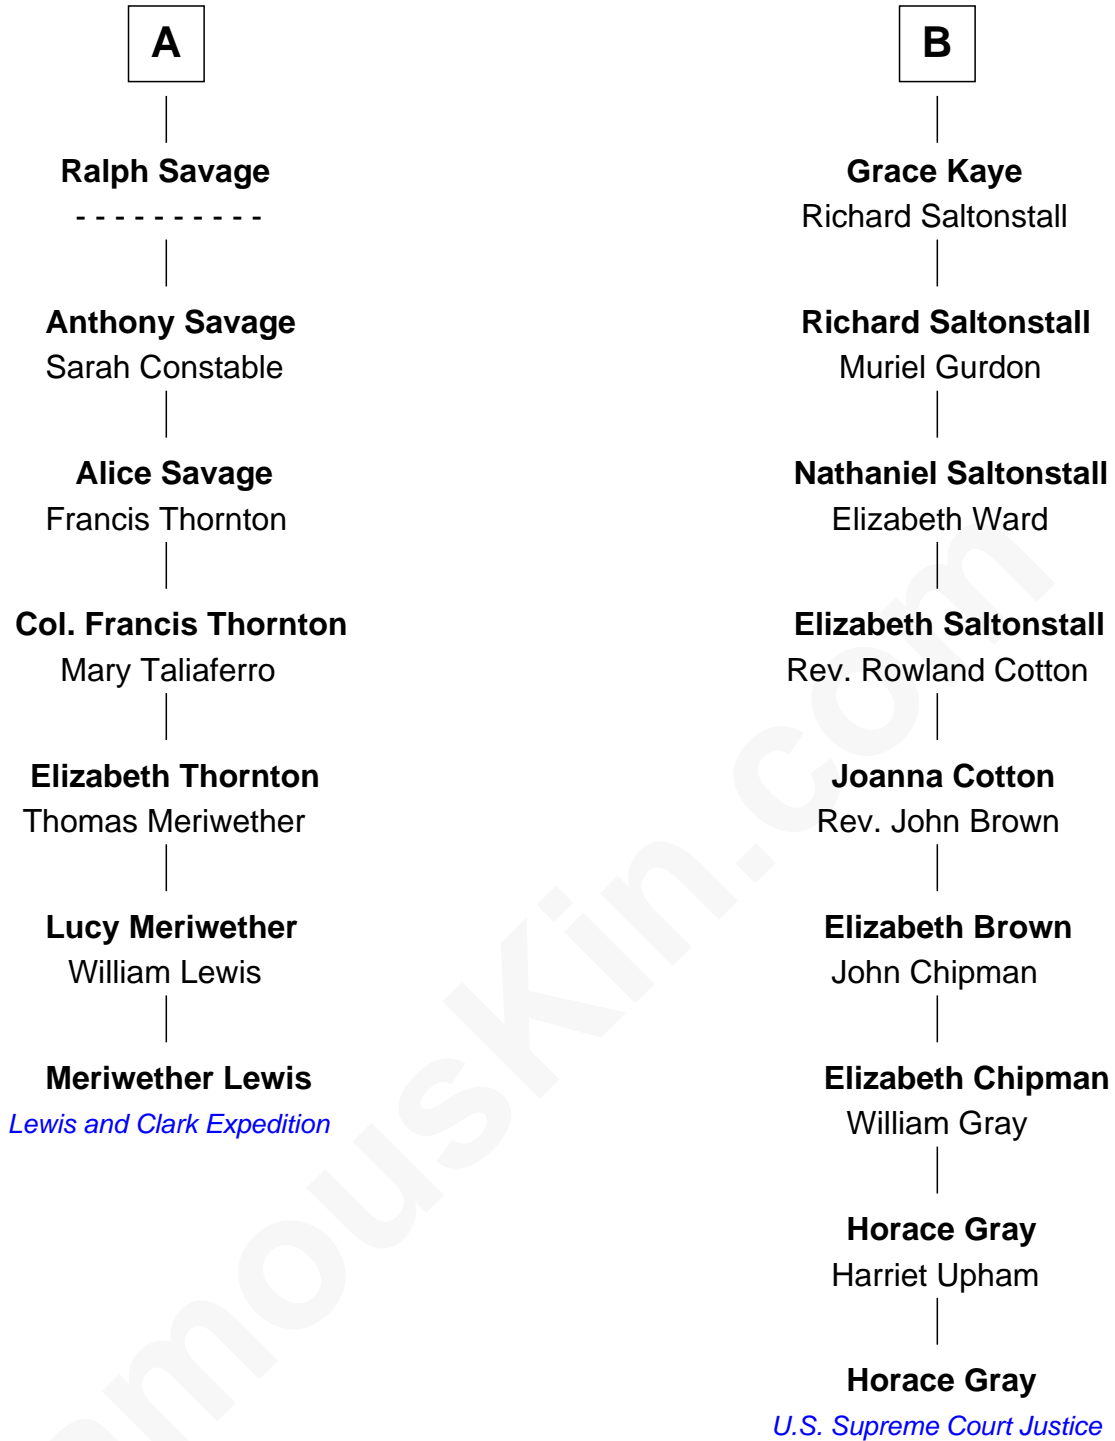 A
Ralph Savage
- - - - - - - - - -
Anthony Savage
Sarah Constable
Alice Savage
Francis Thornton
Col. Francis Thornton
Mary Taliaferro
Elizabeth Thornton
Thomas Meriwether
Lucy Meriwether
William Lewis
Meriwether Lewis
Lewis and Clark Expedition
B
Grace Kaye
Richard Saltonstall
Richard Saltonstall
Muriel Gurdon
Nathaniel Saltonstall
Elizabeth Ward
Elizabeth Saltonstall
Rev. Rowland Cotton
Joanna Cotton
Rev. John Brown
Elizabeth Brown
John Chipman
Elizabeth Chipman
William Gray
Horace Gray
Harriet Upham
Horace Gray
U.S. Supreme Court Justice
amousKin.com